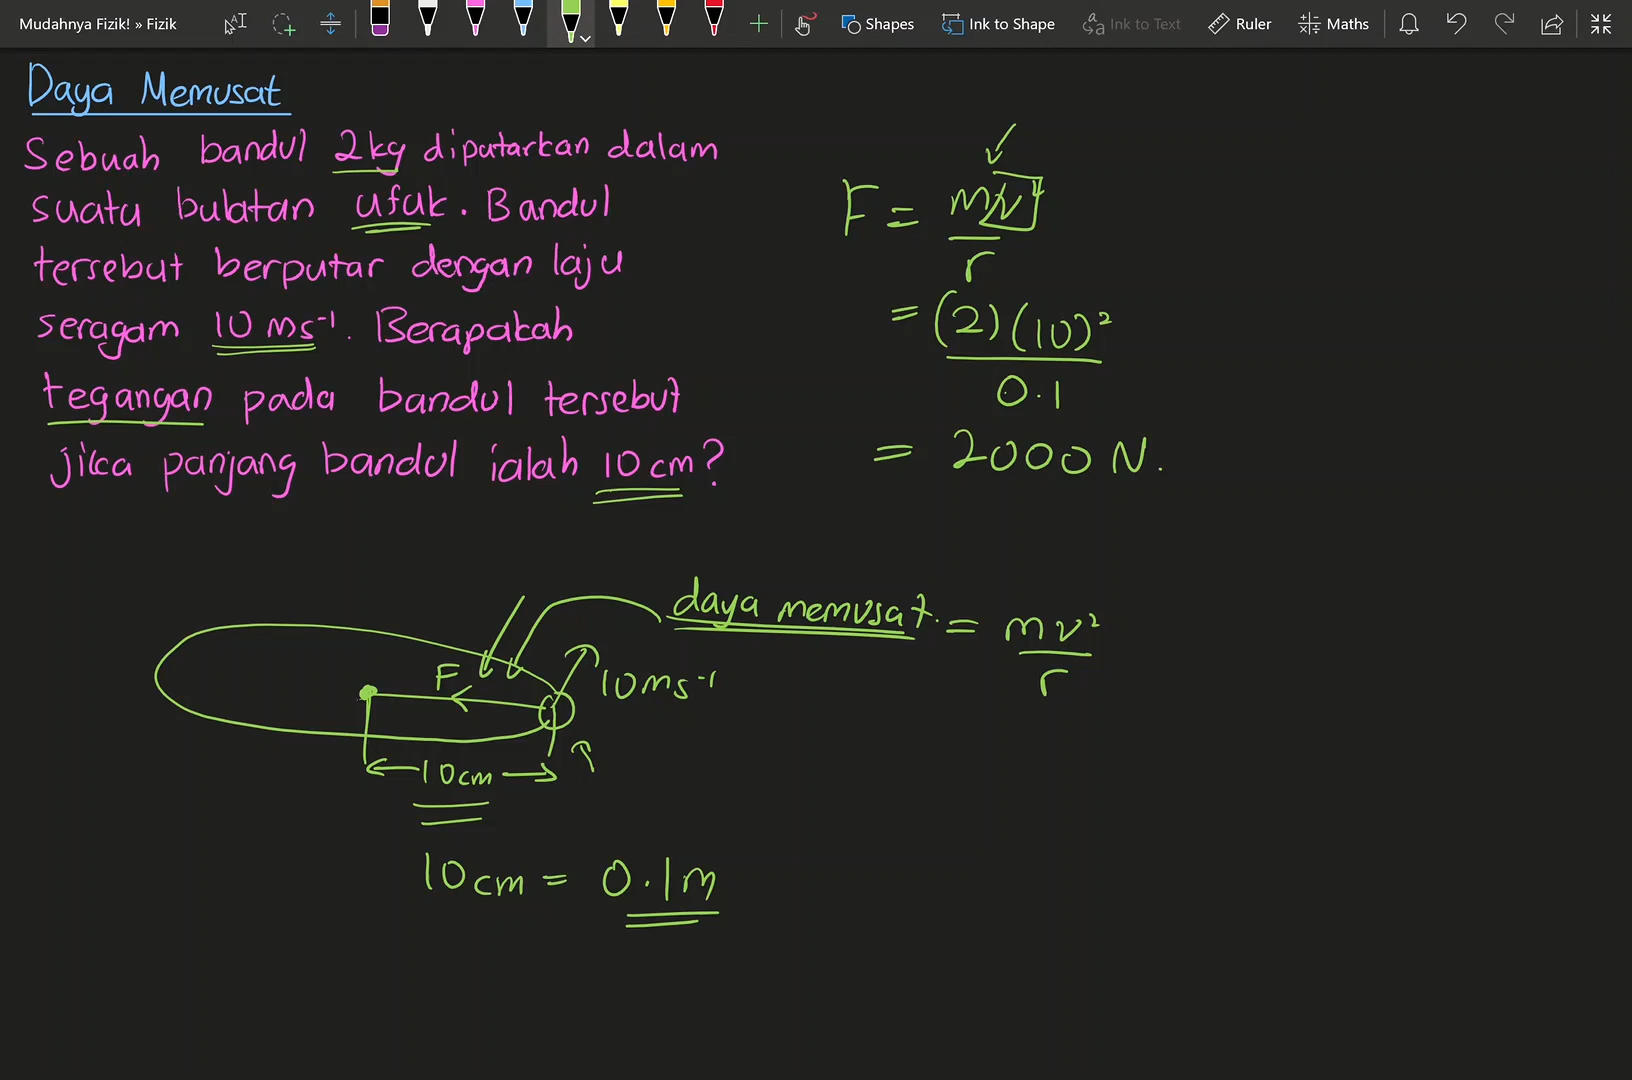 Mudahnya Fizik! » Fizik
Shapes
Ink to Shape
Ink to Text
Ruler
Maths
Daya Memusat
Sebuah bandul 2kg diputarkan dalam
suatu bulatan ufuk. Bandul
tersebut berputar dengan laju
seragam 10 ms⁻¹. Berapakah
tegangan pada bandul tersebut
jika panjang bandul ialah 10 cm?
F = mv²/r
= (2)(10)²/0.1
= 2000 N.
daya memusat. = mv²/r
F
10ms⁻¹
10cm
10cm = 0.1m